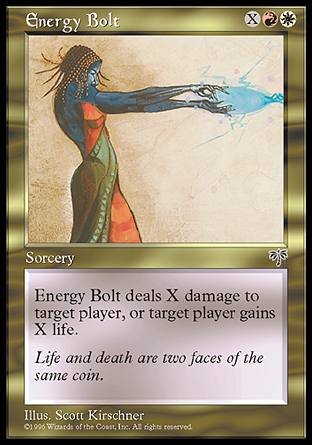 Energy Bolt X
Sorcery
Energy Bolt deals X damage to
target player, or target player gains
X life.
Life and death are two faces of the
same coin.
Illus. Scott Kirschner
©1996 Wizards of the Coast, Inc. All rights reserved.